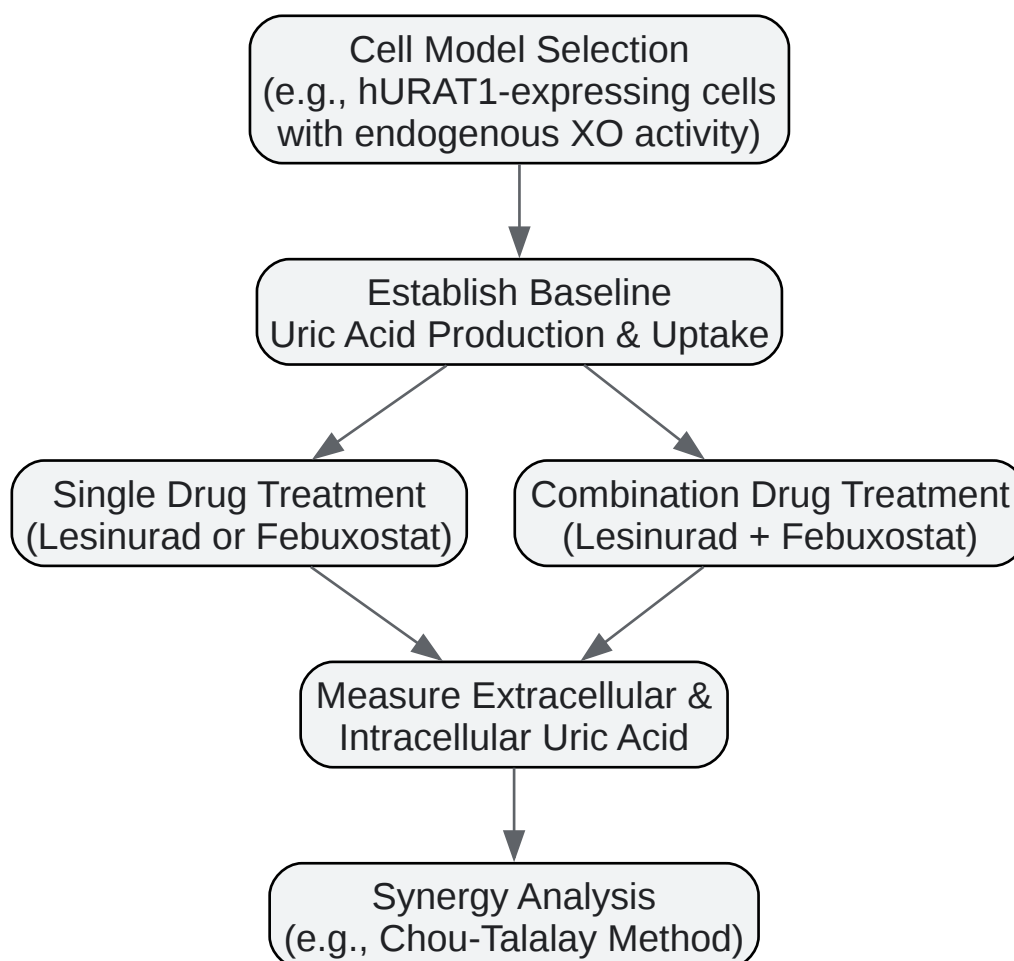 Cell Model Selection
(e.g., hURAT1-expressing cells
with endogenous XO activity)
Establish Baseline
Uric Acid Production & Uptake
Single Drug Treatment
(Lesinurad or Febuxostat)
Combination Drug Treatment
(Lesinurad + Febuxostat)
Measure Extracellular &
Intracellular Uric Acid
Synergy Analysis
(e.g., Chou-Talalay Method)